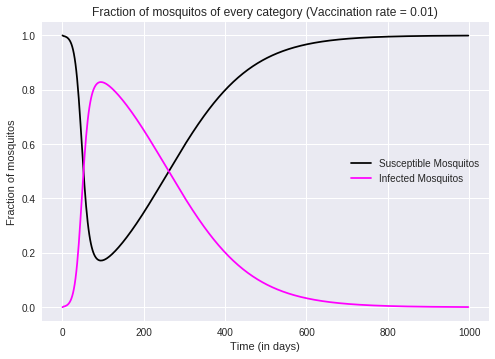 Fraction of mosquitos of every category (Vaccination rate = 0.01)
1.0
0.8
0.6
0.4
0.2
0.0
Fraction of mosquitos
Susceptible Mosquitos
Infected Mosquitos
0 200 400 600 800 1000
Time (in days)